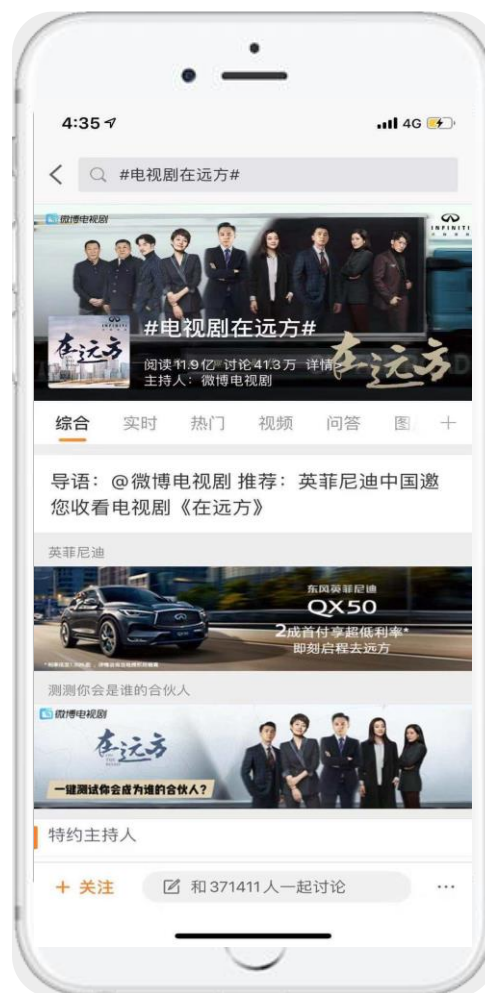 4:35
4G
#电视剧在远方#
微博电视剧
INFINITI
INFINITI
在远方
#电视剧在远方#
阅读11.9亿 讨论41.3万 详情>
主持人：微博电视剧
在远方
综合 实时 热门 视频 问答 图
导语：@微博电视剧 推荐：英菲尼迪中国邀
您收看电视剧《在远方》
英菲尼迪
东风英菲尼迪
QX50
2成首付享超低利率*
即刻启程去远方
测测你会是谁的合伙人
微博电视剧
在远方
一键测试你会成为谁的合伙人？
特约主持人
+ 关注
和 371411 人一起讨论